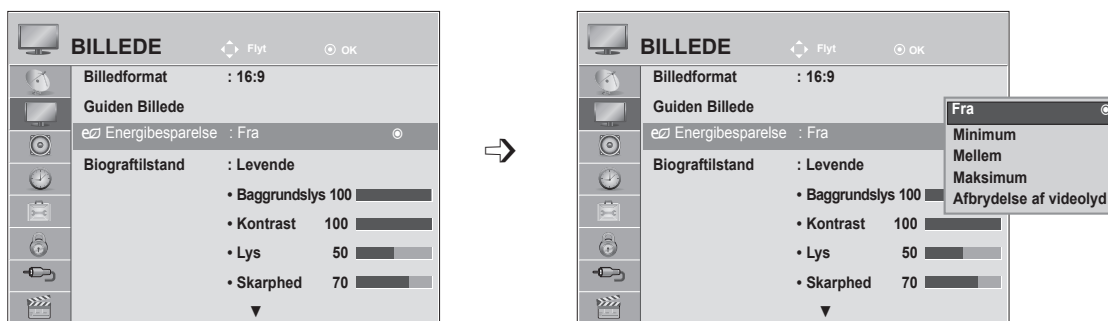 BILLEDE Flyt OK
Billedformat : 16:9
Guiden Billede
Energibesparelse : Fra
Biograftilstand : Levende
• Baggrundslys 100
• Kontrast 100
• Lys 50
• Skarphed 70
BILLEDE Flyt OK
Billedformat : 16:9
Guiden Billede
Energibesparelse : Fra
Biograftilstand : Levende
• Baggrundslys 100
• Kontrast 100
• Lys 50
• Skarphed 70
Fra
Minimum
Mellem
Maksimum
Afbrydelse af videolyd